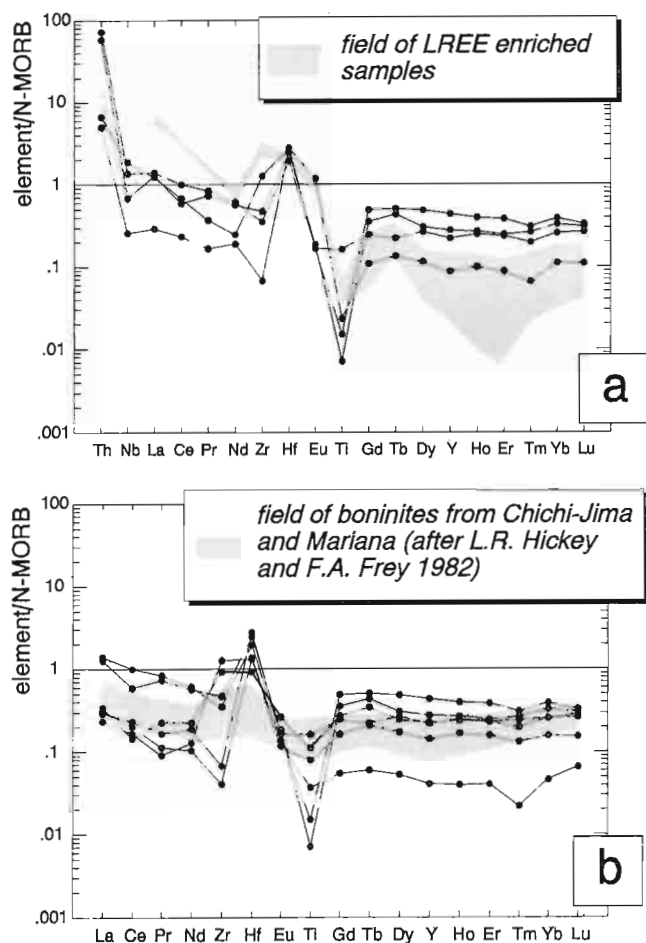 element/N-MORB
100
10
1
.1
.01
.001
field of LREE enriched
samples
a
Th Nb La Ce Pr Nd Zr Hf Eu Ti Gd Tb Dy Y Ho Er Tm Yb Lu
element/N-MORB
100
10
1
.1
.01
.001
field of boninites from Chichi-Jima
and Mariana (after L.R. Hickey
and F.A. Frey 1982)
b
La Ce Pr Nd Zr Hf Eu Ti Gd Tb Dy Y Ho Er Tm Yb Lu